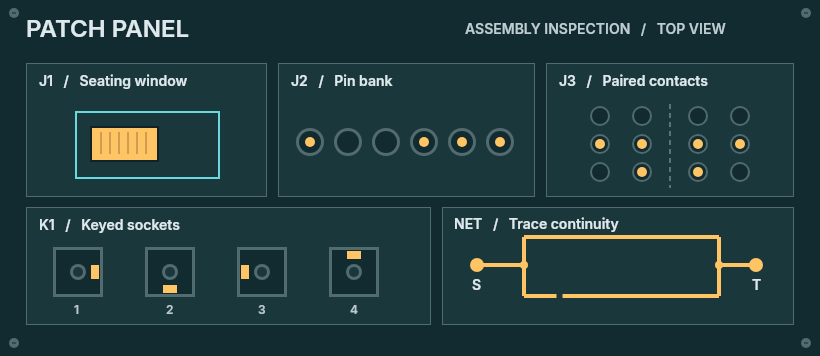 PATCH PANEL
ASSEMBLY INSPECTION / TOP VIEW
J1 / Seating window
J2 / Pin bank
J3 / Paired contacts
K1 / Keyed sockets
1 2 3 4
NET / Trace continuity
S T